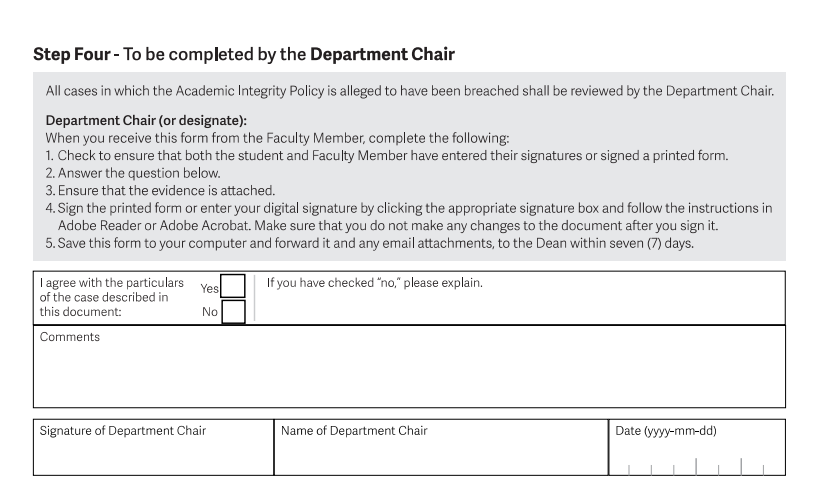 Step Four - To be completed by the Department Chair
All cases in which the Academic Integrity Policy is alleged to have been breached shall be reviewed by the Department Chair.
Department Chair (or designate):
When you receive this form from the Faculty Member, complete the following:
1. Check to ensure that both the student and Faculty Member have entered their signatures or signed a printed form.
2. Answer the question below.
3. Ensure that the evidence is attached.
4. Sign the printed form or enter your digital signature by clicking the appropriate signature box and follow the instructions in
Adobe Reader or Adobe Acrobat. Make sure that you do not make any changes to the document after you sign it.
5. Save this form to your computer and forward it and any email attachments, to the Dean within seven (7) days.
I agree with the particulars
of the case described in
this document:
Yes
No
If you have checked “no,” please explain.
Comments
Signature of Department Chair
Name of Department Chair
Date (yyyy-mm-dd)